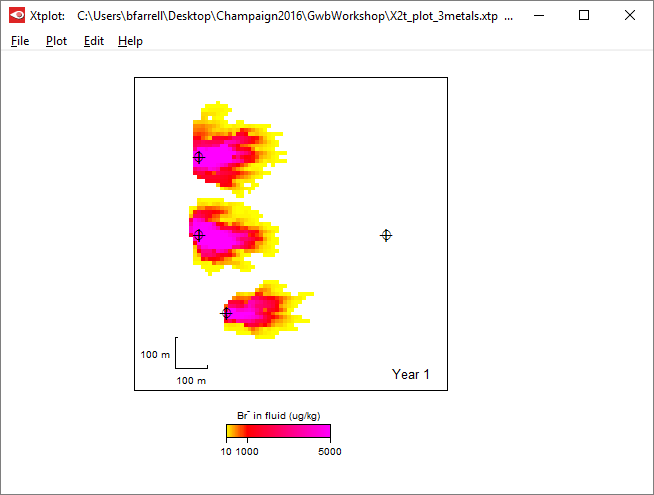 Xtplot: C:\Users\bfarrell\Desktop\Champaign2016\GwbWorkshop\X2t_plot_3metals.xtp ...
File Plot Edit Help
100 m
100 m
Year 1
Br⁻ in fluid (ug/kg)
10 1000 5000